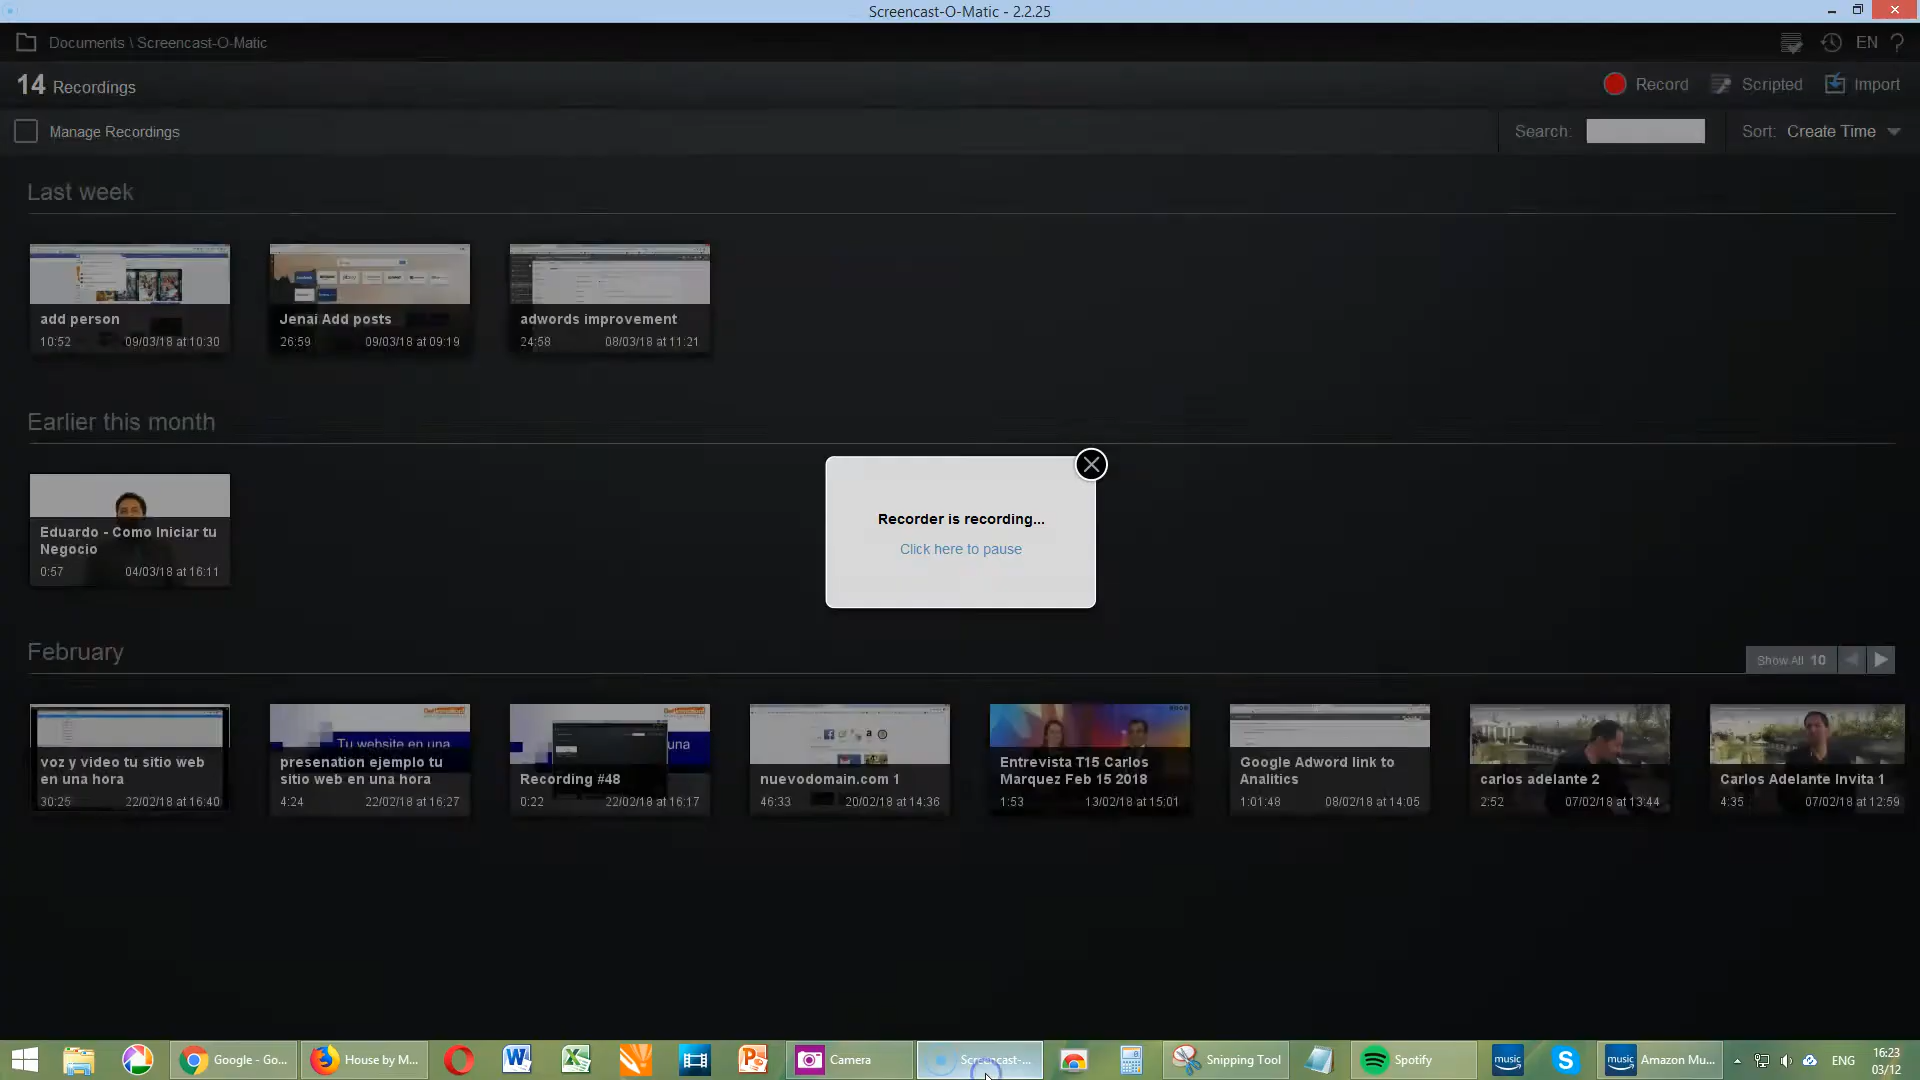 Screencast-O-Matic - 2.2.25
Documents \ Screencast-O-Matic
EN ?
14 Recordings
Record Scripted Import
Manage Recordings
Search: Sort: Create Time
Last week
add person
10:52 09/03/18 at 10:30
Jenai Add posts
26:59 09/03/18 at 09:19
adwords improvement
24:58 08/03/18 at 11:21
Earlier this month
Eduardo - Como Iniciar tu
Negocio
0:57 04/03/18 at 16:11
Recorder is recording...
Click here to pause
February
Show All 10
voz y video tu sitio web
en una hora
30:25 22/02/18 at 16:40
Tu website en una
presenation ejemplo tu
sitio web en una hora
4:24 22/02/18 at 16:27
una
Recording #48
0:22 22/02/18 at 16:17
nuevodomain.com 1
46:33 20/02/18 at 14:36
Entrevista T15 Carlos
Marquez Feb 15 2018
1:53 13/02/18 at 15:01
Google Adword link to
Analitics
1:01:48 08/02/18 at 14:05
carlos adelante 2
2:52 07/02/18 at 13:44
Carlos Adelante Invita 1
4:35 07/02/18 at 12:59
Google - Go...
House by M...
Camera
Screencast-...
Snipping Tool
Spotify
music
music
Amazon Mu...
ENG
16:23
03/12